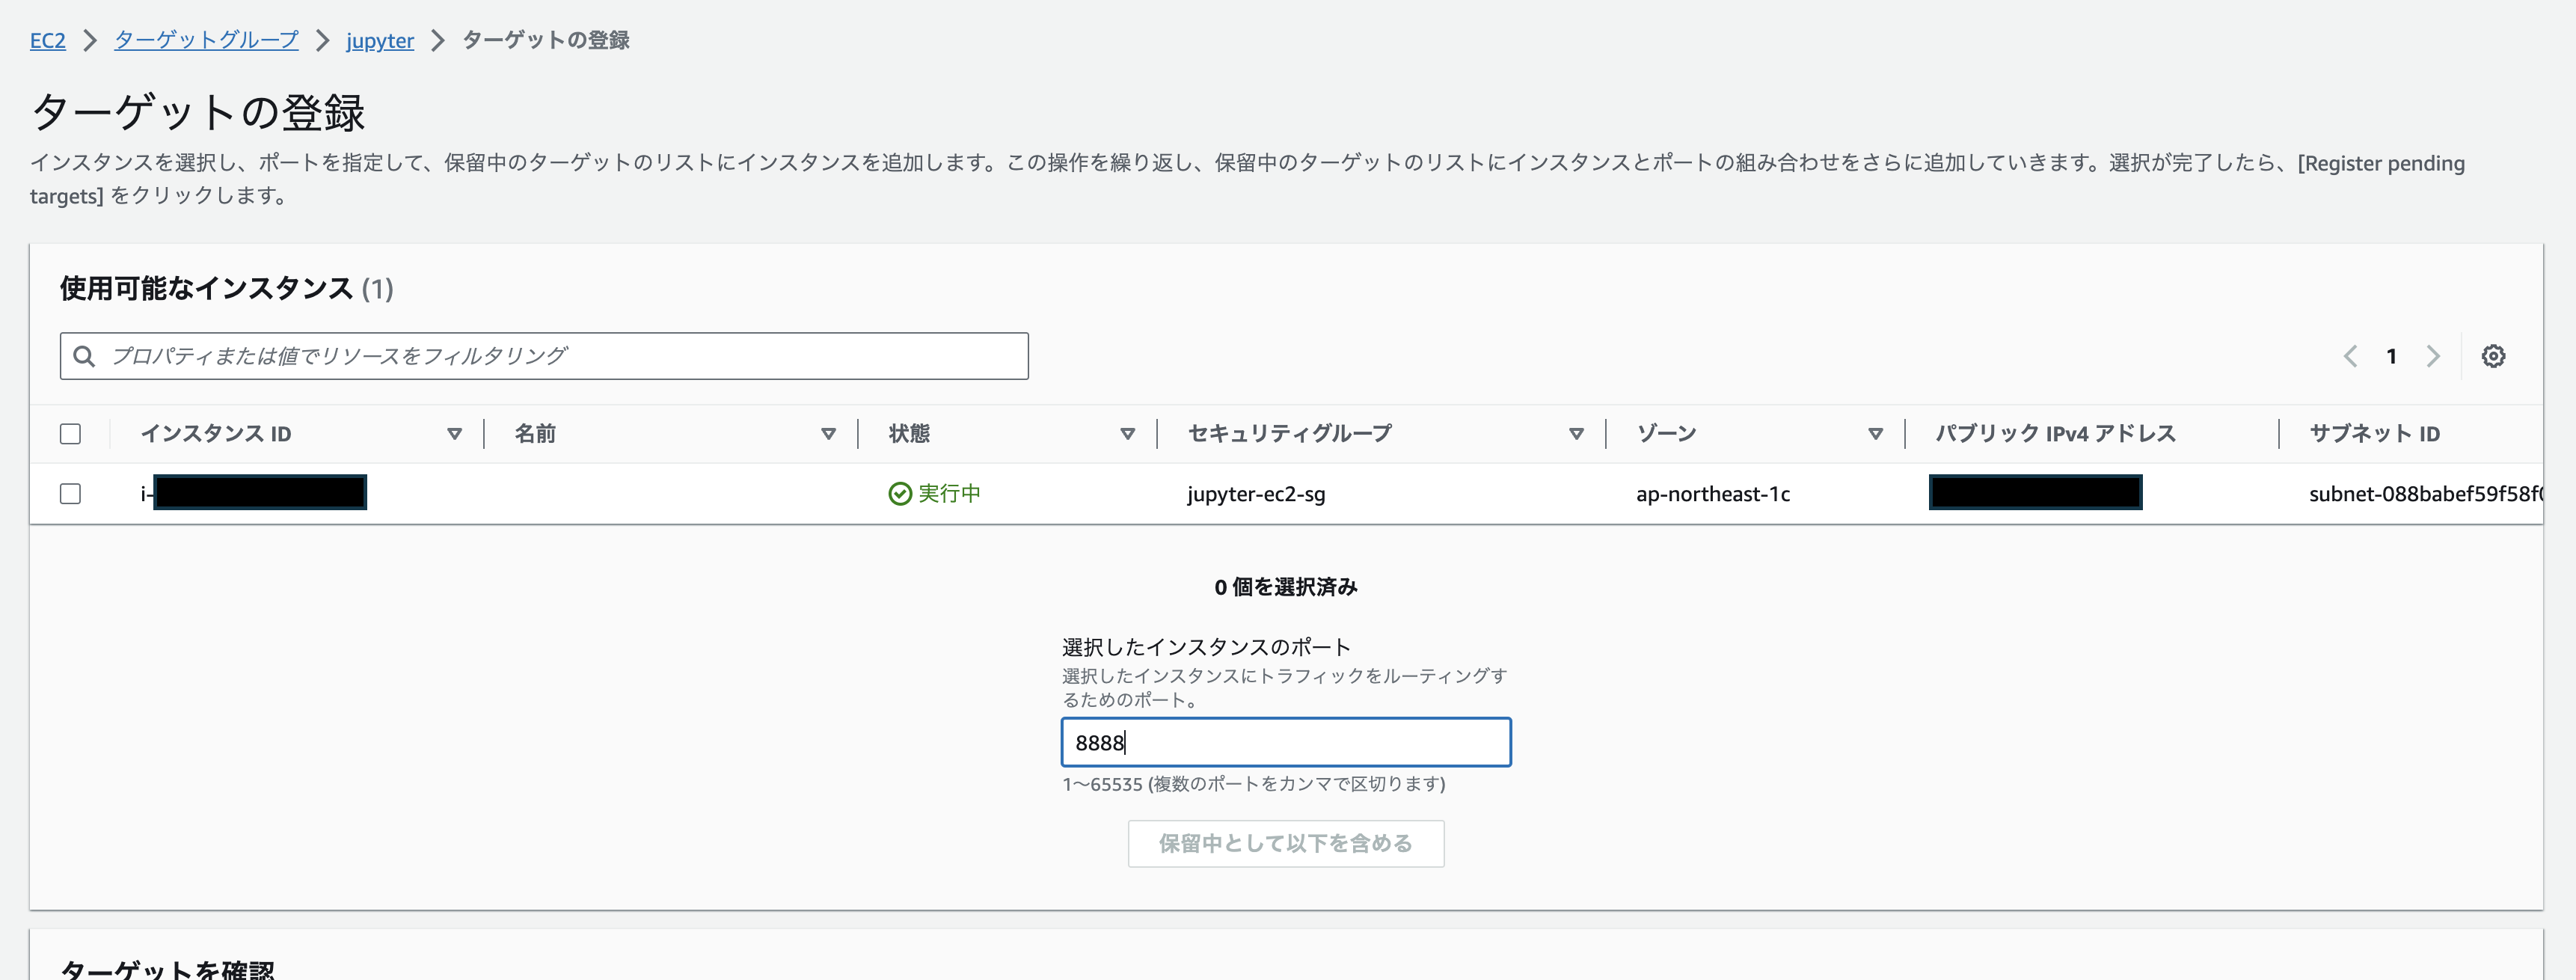 EC2 > ターゲットグループ > jupyter > ターゲットの登録
ターゲットの登録
インスタンスを選択し、ポートを指定して、保留中のターゲットのリストにインスタンスを追加します。この操作を繰り返し、保留中のターゲットのリストにインスタンスとポートの組み合わせをさらに追加していきます。選択が完了したら、[Register pending
targets] をクリックします。
使用可能なインスタンス (1)
プロパティまたは値でリソースをフィルタリング
1
インスタンス ID 名前 状態 セキュリティグループ ゾーン パブリック IPv4 アドレス サブネット ID
i- 実行中 jupyter-ec2-sg ap-northeast-1c subnet-088babef59f58f
0 個を選択済み
選択したインスタンスのポート
選択したインスタンスにトラフィックをルーティングす
るためのポート。
8888
1～65535 (複数のポートをカンマで区切ります)
保留中として以下を含める
ターゲットを確認